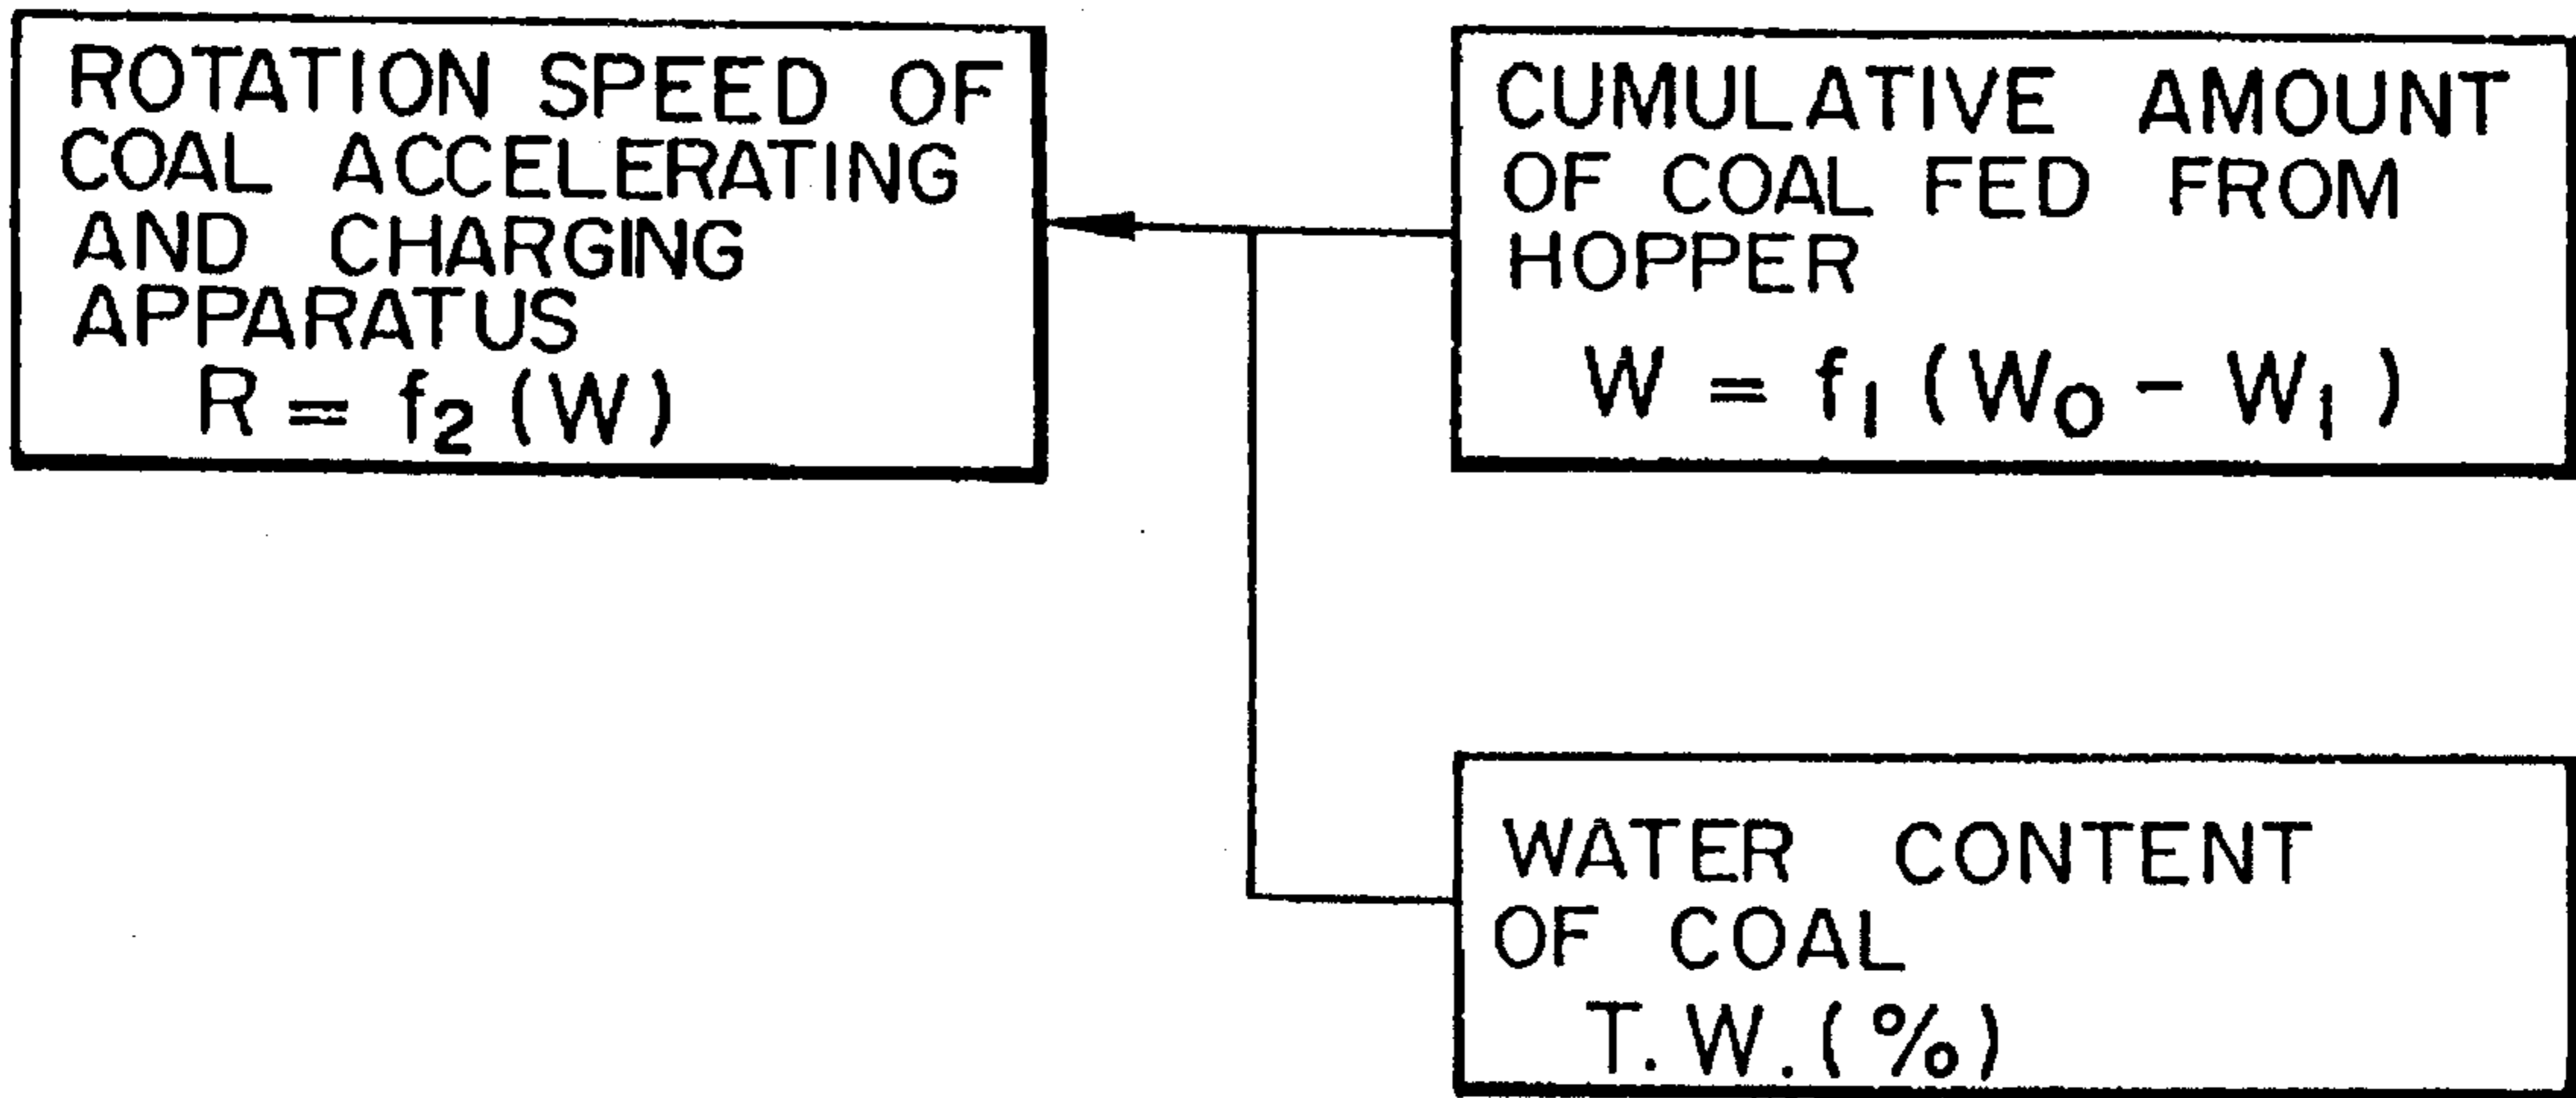 ROTATION SPEED OF
COAL ACCELERATING
AND CHARGING
APPARATUS
R = f₂ (W)
CUMULATIVE AMOUNT
OF COAL FED FROM
HOPPER
W = f₁ (W₀ - W₁)
WATER CONTENT
OF COAL
T. W. (%)